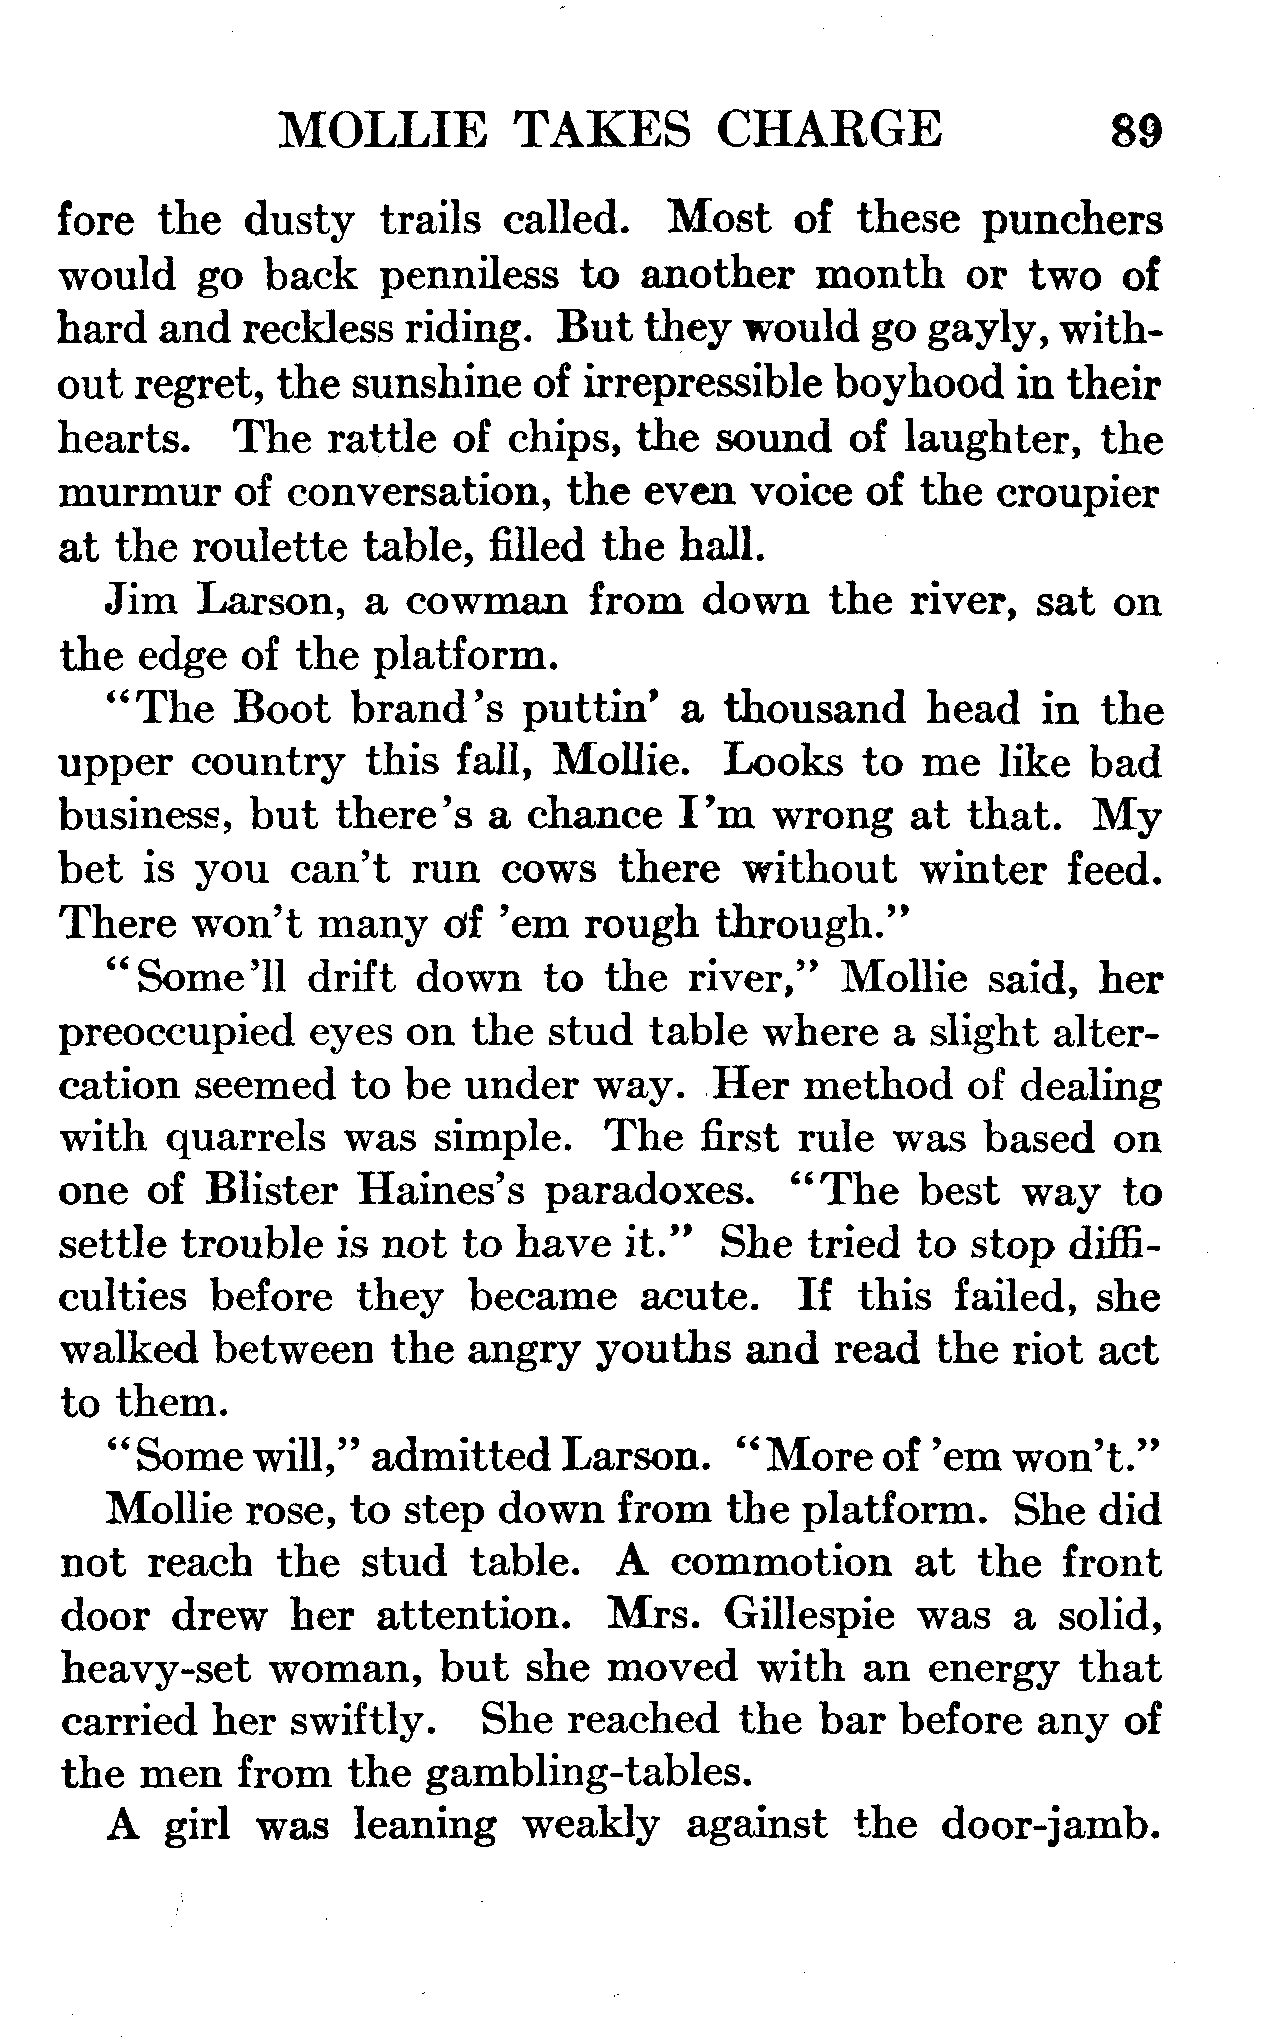 MOLLIE TAKES CHARGE 89
fore the dusty trails called. Most of these punchers
would go back penniless to another month or two of
hard and reckless riding. But they would go gayly, with-
out regret, the sunshine of irrepressible boyhood in their
hearts. The rattle of chips, the sound of laughter, the
murmur of conversation, the even voice of the croupier
at the roulette table, filled the hall.
Jim Larson, a cowman from down the river, sat on
the edge of the platform.
“The Boot brand’s puttin’ a thousand head in the
upper country this fall, Mollie. Looks to me like bad
business, but there’s a chance I’m wrong at that. My
bet is you can’t run cows there without winter feed.
There won’t many of ’em rough through.”
“Some’ll drift down to the river,” Mollie said, her
preoccupied eyes on the stud table where a slight alter-
cation seemed to be under way. Her method of dealing
with quarrels was simple. The first rule was based on
one of Blister Haines’s paradoxes. “The best way to
settle trouble is not to have it.” She tried to stop diffi-
culties before they became acute. If this failed, she
walked between the angry youths and read the riot act
to them.
“Some will,” admitted Larson. “More of ’em won’t.”
Mollie rose, to step down from the platform. She did
not reach the stud table. A commotion at the front
door drew her attention. Mrs. Gillespie was a solid,
heavy-set woman, but she moved with an energy that
carried her swiftly. She reached the bar before any of
the men from the gambling-tables.
A girl was leaning weakly against the door-jamb.